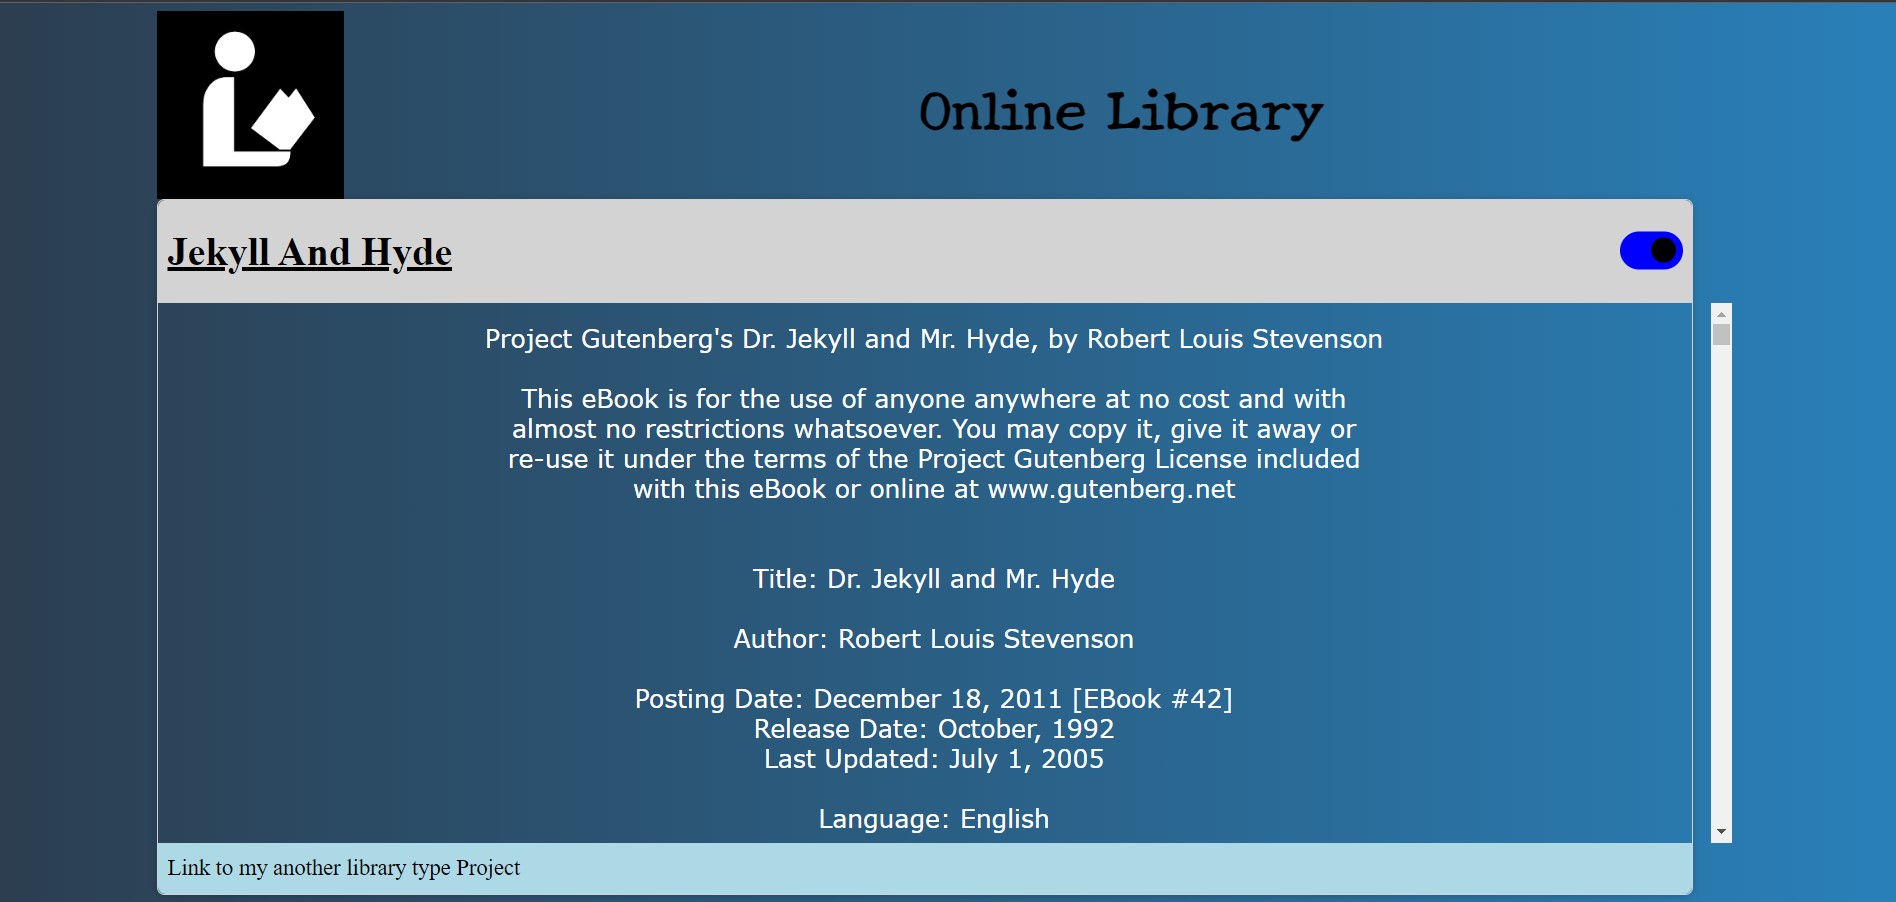 Online Library
Jekyll And Hyde
Project Gutenberg's Dr. Jekyll and Mr. Hyde, by Robert Louis Stevenson
This eBook is for the use of anyone anywhere at no cost and with
almost no restrictions whatsoever. You may copy it, give it away or
re-use it under the terms of the Project Gutenberg License included
with this eBook or online at www.gutenberg.net
Title: Dr. Jekyll and Mr. Hyde
Author: Robert Louis Stevenson
Posting Date: December 18, 2011 [EBook #42]
Release Date: October, 1992
Last Updated: July 1, 2005
Language: English
Link to my another library type Project